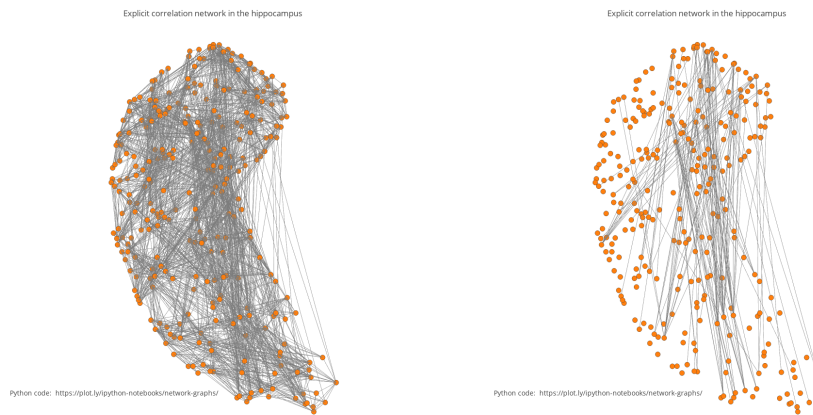 Explicit correlation network in the hippocampus
Explicit correlation network in the hippocampus
Python code: https://plot.ly/ipython-notebooks/network-graphs/
Python code: https://plot.ly/ipython-notebooks/network-graphs/